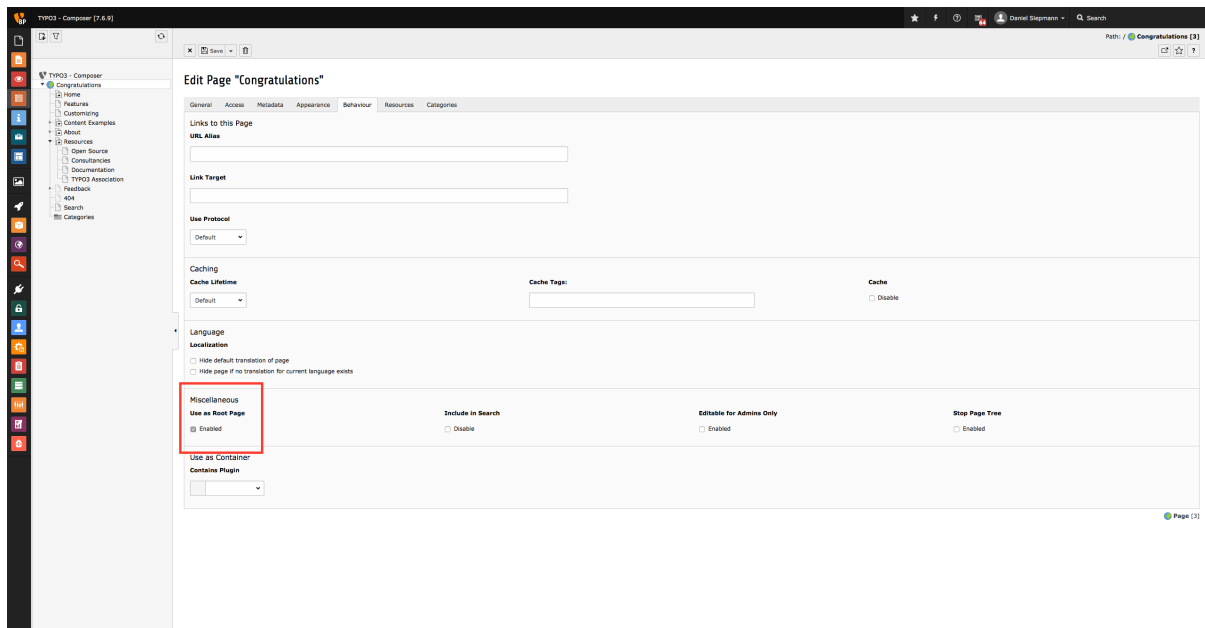 BP TYPO3 - Composer [7.6.9] 64 Daniel Siepmann Search
Path: / Congratulations [3]
Save
?
TYPO3 - Composer
Congratulations
Home
Features
Customizing
Content Examples
About
Resources
Open Source
Consultancies
Documentation
TYPO3 Association
Feedback
404
Search
Categories
Edit Page "Congratulations"
General Access Metadata Appearance Behaviour Resources Categories
Links to this Page
URL Alias
Link Target
Use Protocol
Default
Caching
Cache Lifetime Cache Tags: Cache
Default Disable
Language
Localization
Hide default translation of page
Hide page if no translation for current language exists
Miscellaneous
Use as Root Page Include in Search Editable for Admins Only Stop Page Tree
Enabled Disable Enabled Enabled
Use as Container
Contains Plugin
Page [3]